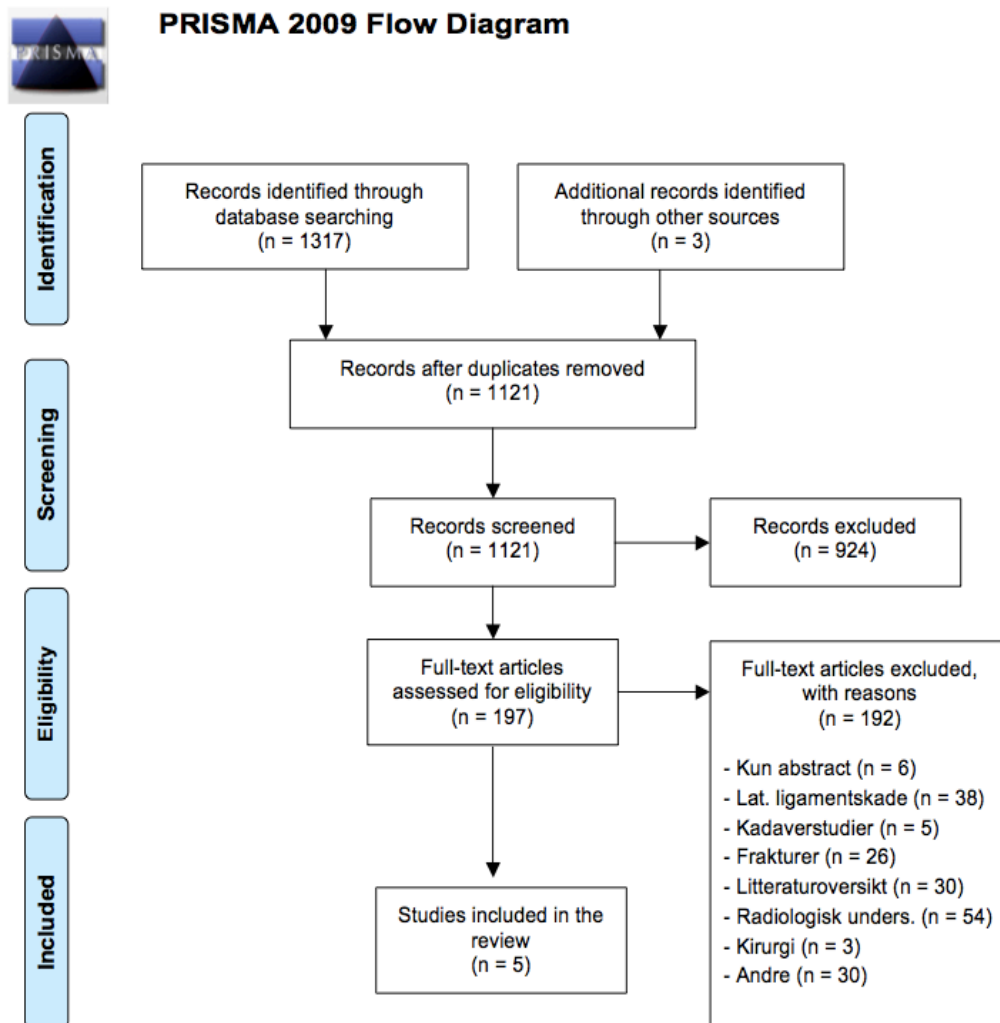 PRISMA 2009 Flow Diagram
PRISMA
Identification
Records identified through
database searching
(n = 1317)
Additional records identified
through other sources
(n = 3)
Records after duplicates removed
(n = 1121)
Screening
Records screened
(n = 1121)
Records excluded
(n = 924)
Eligibility
Full-text articles
assessed for eligibility
(n = 197)
Full-text articles excluded,
with reasons
(n = 192)
- Kun abstract (n = 6)
- Lat. ligamentskade (n = 38)
- Kadaverstudier (n = 5)
- Frakturer (n = 26)
- Litteraturoversikt (n = 30)
- Radiologisk unders. (n = 54)
- Kirurgi (n = 3)
- Andre (n = 30)
Included
Studies included in the
review
(n = 5)